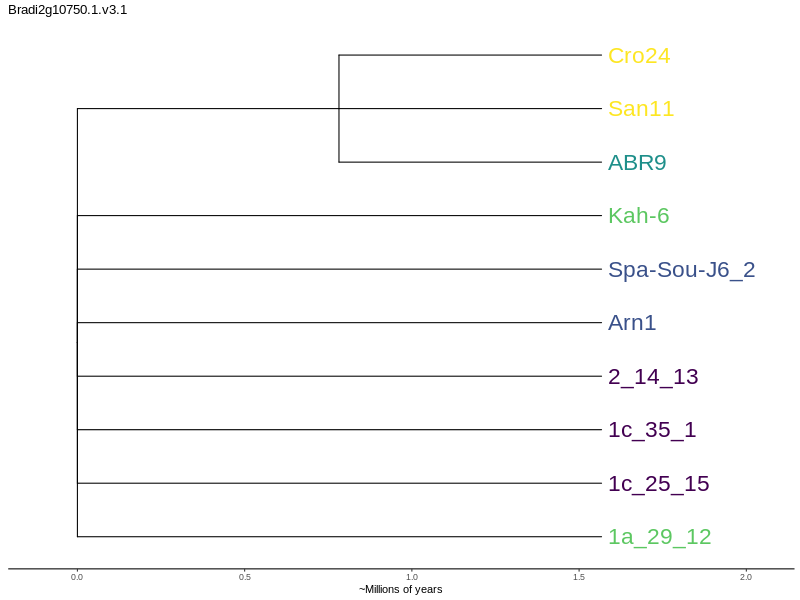 Bradi2g10750.1.v3.1
Cro24
San11
ABR9
Kah-6
Spa-Sou-J6_2
Arn1
2_14_13
1c_35_1
1c_25_15
1a_29_12
0.0 0.5 1.0 1.5 2.0
~Millions of years